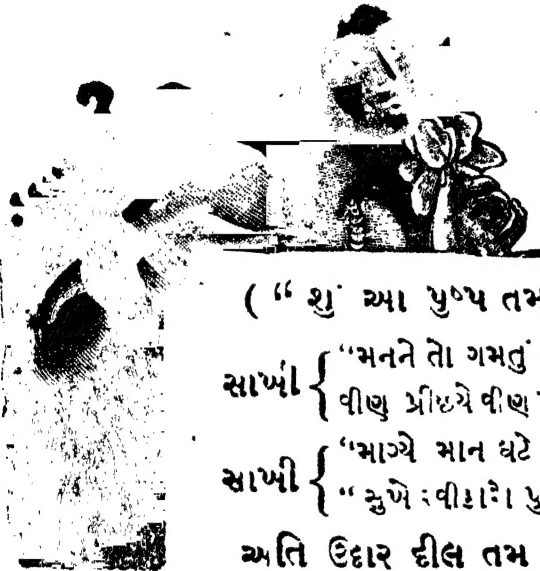 ( “ શું આ પુષ્પ તમ
સાખી { “મનને તો ગમતું
વીણ પ્રીછયે વીણ
સાખી { “માગ્યે માન ઘટે
“ સુખે સ્વીકારો પુ
અતિ ઉદાર દીલ તમ